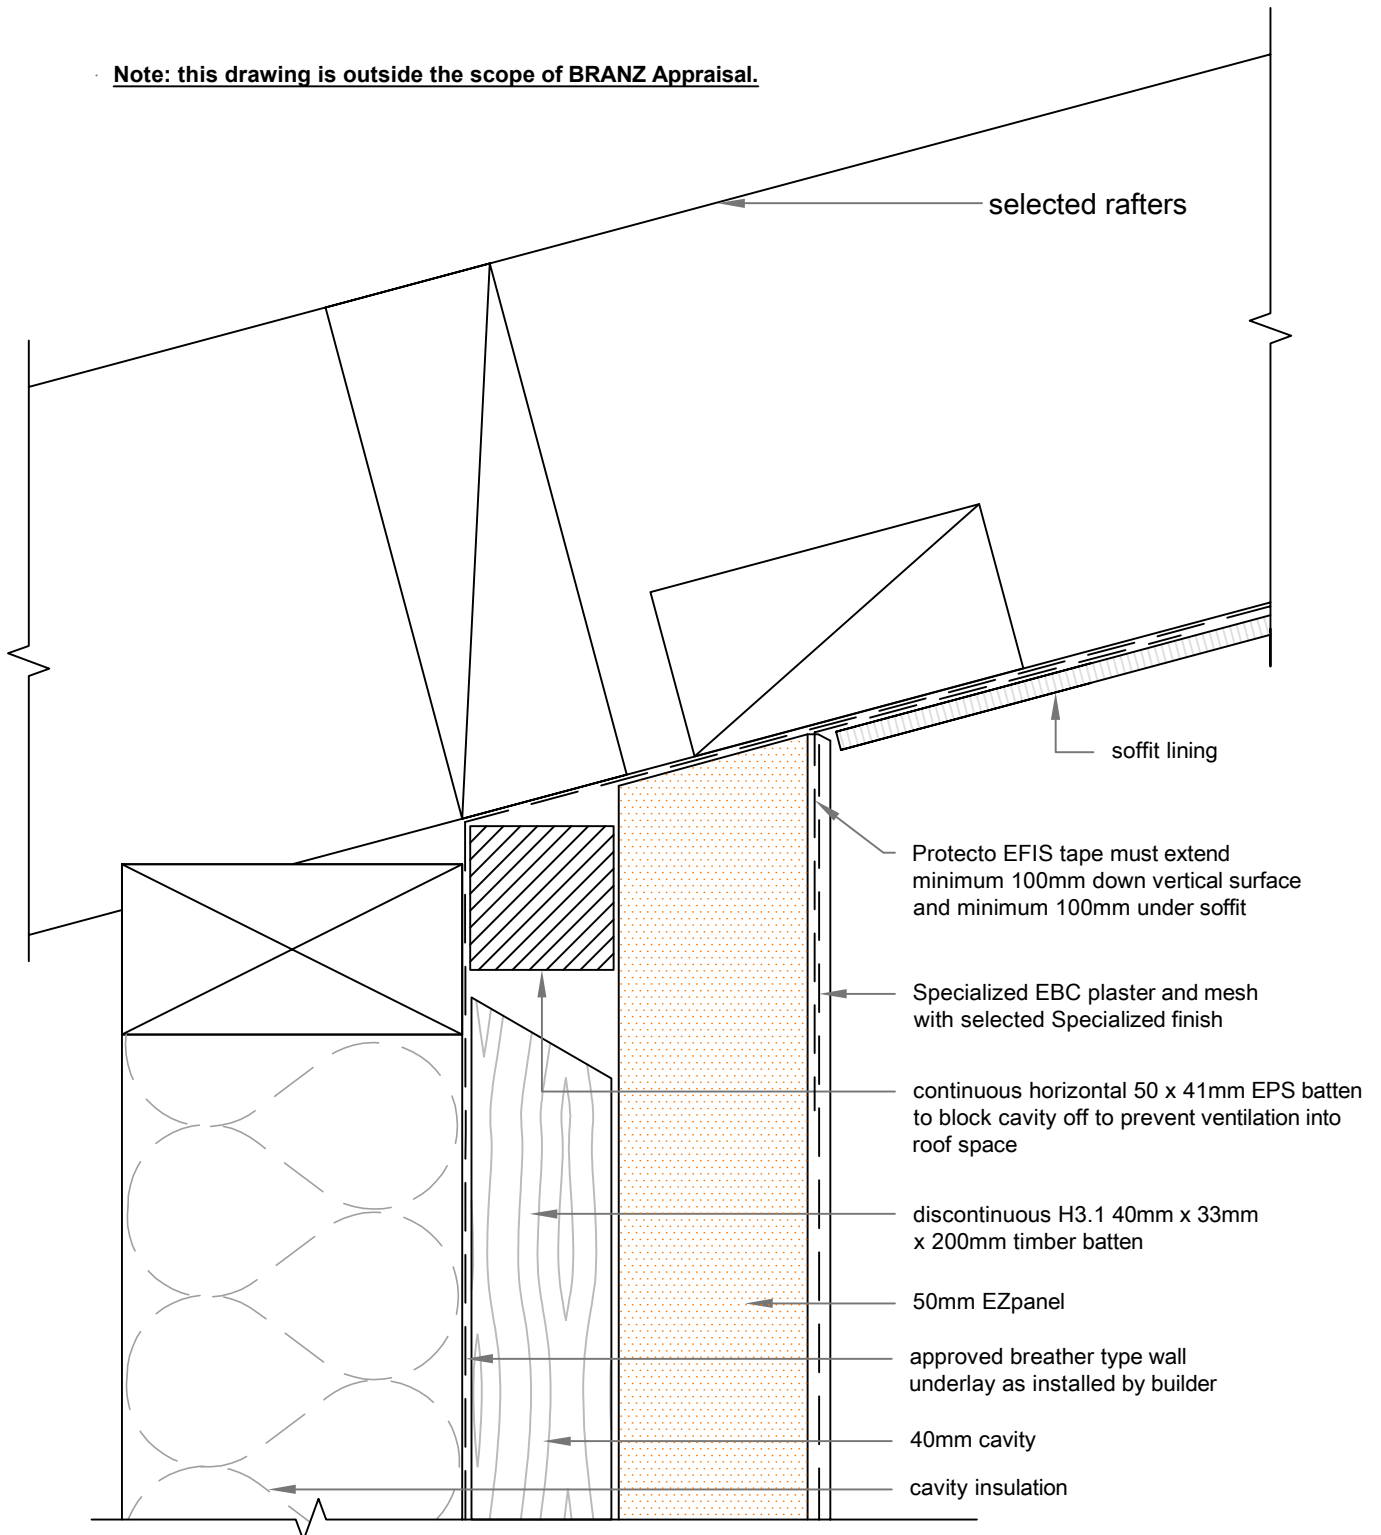 Note: this drawing is outside the scope of BRANZ Appraisal.
selected rafters
soffit lining
Protecto EFIS tape must extend
minimum 100mm down vertical surface
and minimum 100mm under soffit
Specialized EBC plaster and mesh
with selected Specialized finish
continuous horizontal 50 x 41mm EPS batten
to block cavity off to prevent ventilation into
roof space
discontinuous H3.1 40mm x 33mm
x 200mm timber batten
50mm EZpanel
approved breather type wall
underlay as installed by builder
40mm cavity
cavity insulation